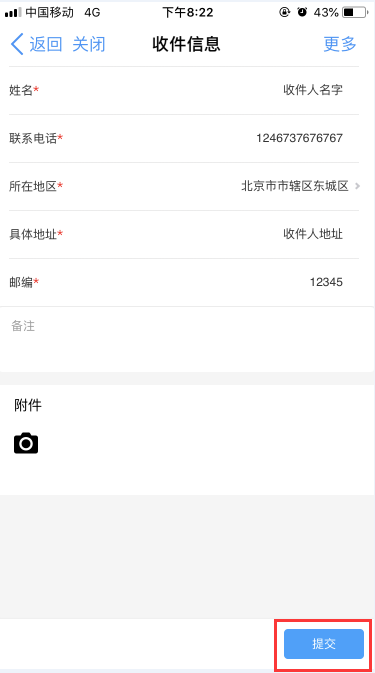 中国移动 4G 下午8:22 43%
返回 关闭 收件信息 更多
姓名* 收件人名字
联系电话* 1246737676767
所在地区* 北京市市辖区东城区
具体地址* 收件人地址
邮编* 12345
备注
附件
提交